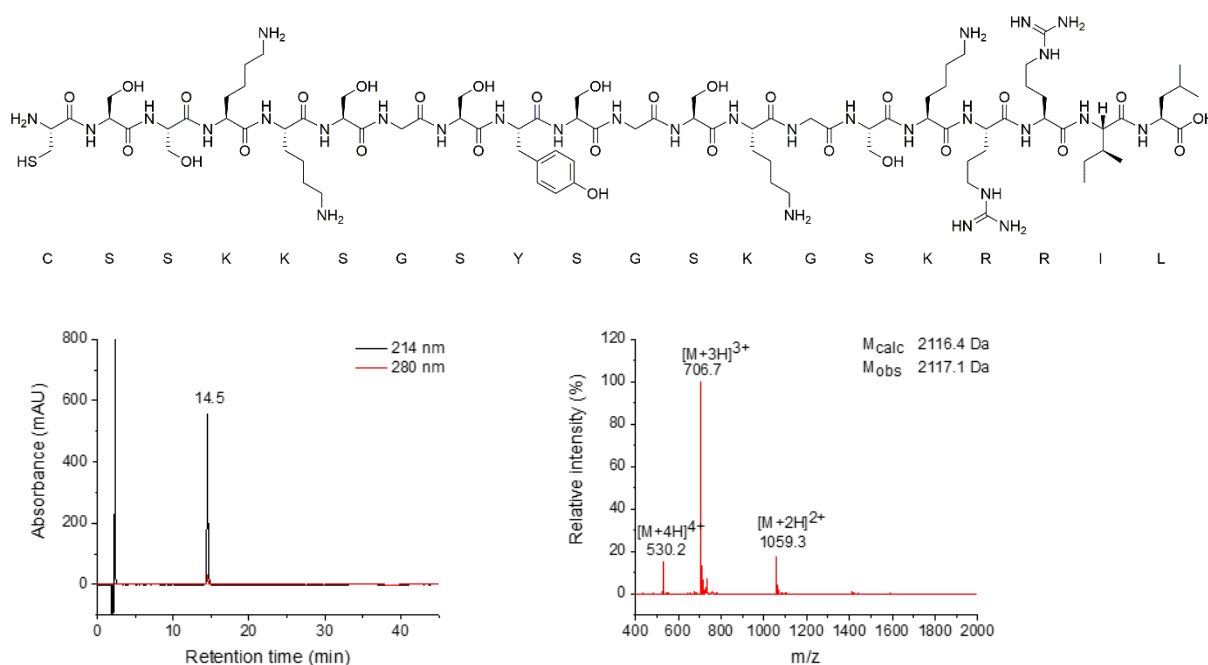 NH₂ NH₂ HN NH₂ NH
OH OH OH OH OH
H₂N O N H O N H O N H O N H O N H O N H O N H O N H O N H O N H O N H O N H O N H O N H O N H O N H O N H O N H O N H O OH
HS OH OH NH₂ OH NH₂ OH NH HN NH₂
C S S K K S G S Y S G S K G S K R R I L
800
600
400
200
0
0 10 20 30 40
Absorbance (mAU)
Retention time (min)
214 nm
280 nm
14.5
120
100
80
60
40
20
0
400 600 800 1000 1200 1400 1600 1800 2000
Relative intensity (%)
m/z
[M+3H]3+
706.7
[M+4H]4+
530.2
[M+2H]2+
1059.3
Mcalc 2116.4 Da
Mobs 2117.1 Da